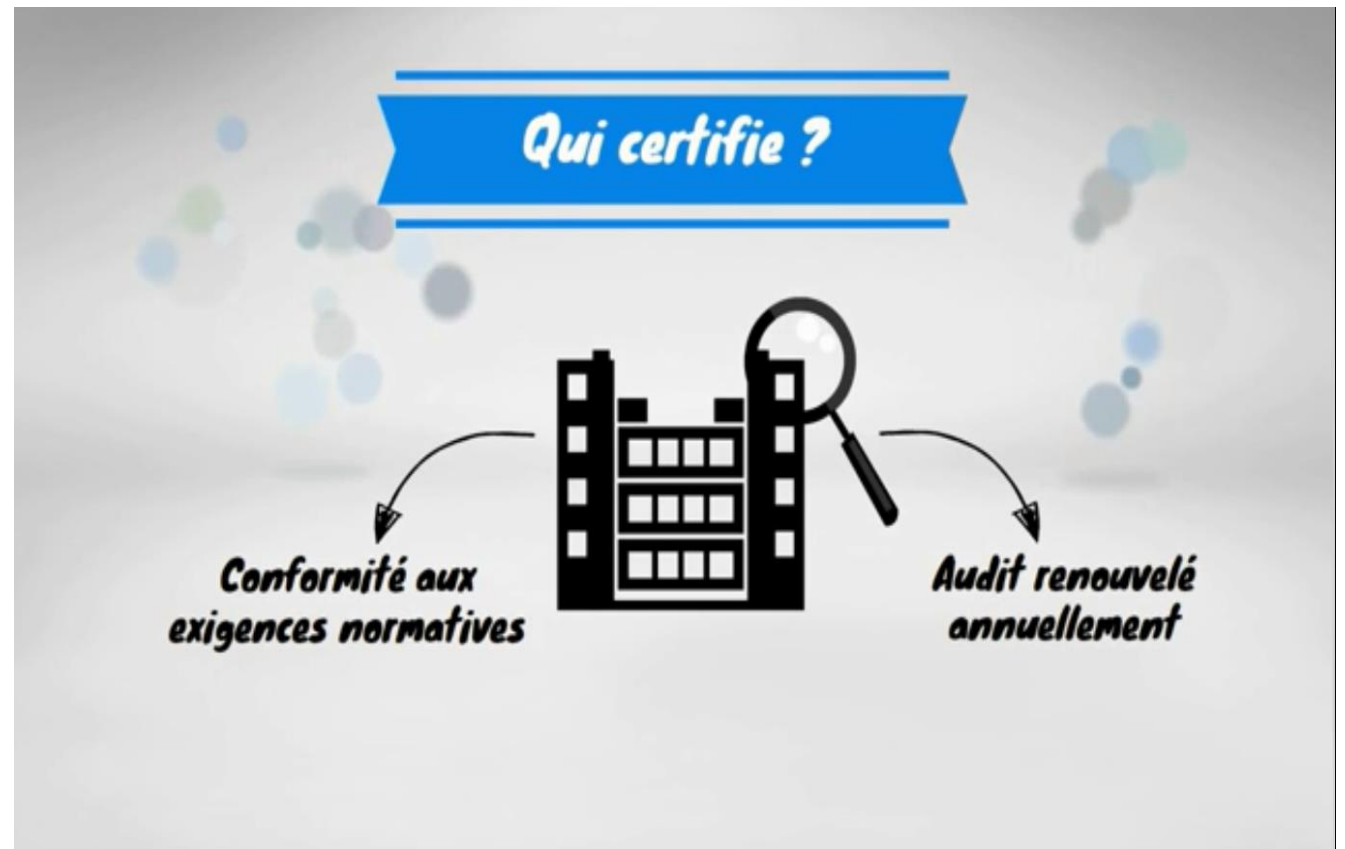 Qui certifie ?
Conformité aux
exigences normatives
Audit renouvelé
annuellement